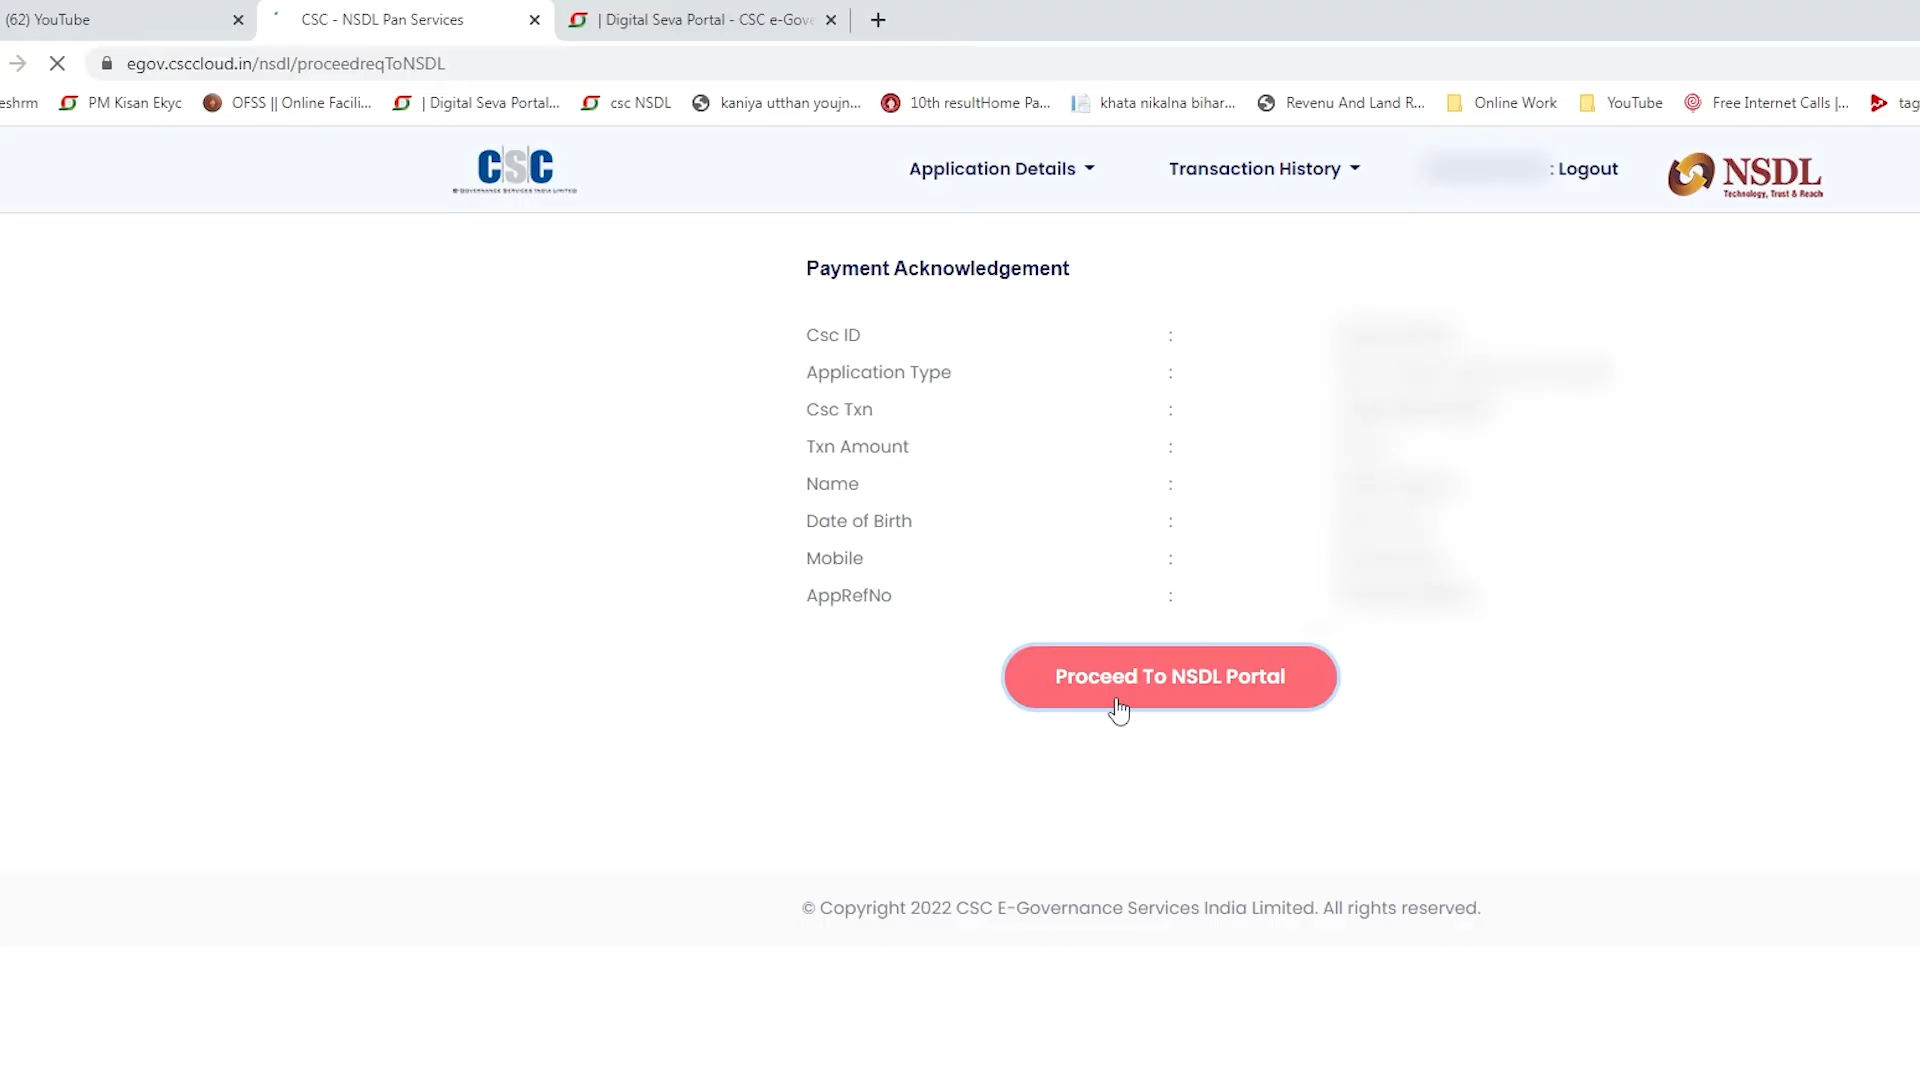 (62) YouTube
CSC - NSDL Pan Services
| Digital Seva Portal - CSC e-Gov
egov.csccloud.in/nsdl/proceedreqToNSDL
eshrm PM Kisan Ekyc OFSS || Online Facili... | Digital Seva Portal... csc NSDL kaniya utthan youjn... 10th resultHome Pa... khata nikalna bihar... Revenu And Land R... Online Work YouTube Free Internet Calls |... tag
CSC
E-GOVERNANCE SERVICES INDIA LIMITED
Application Details
Transaction History
: Logout
NSDL
Technology, Trust & Reach
Payment Acknowledgement
Csc ID :
Application Type :
Csc Txn :
Txn Amount :
Name :
Date of Birth :
Mobile :
AppRefNo :
Proceed To NSDL Portal
© Copyright 2022 CSC E-Governance Services India Limited. All rights reserved.